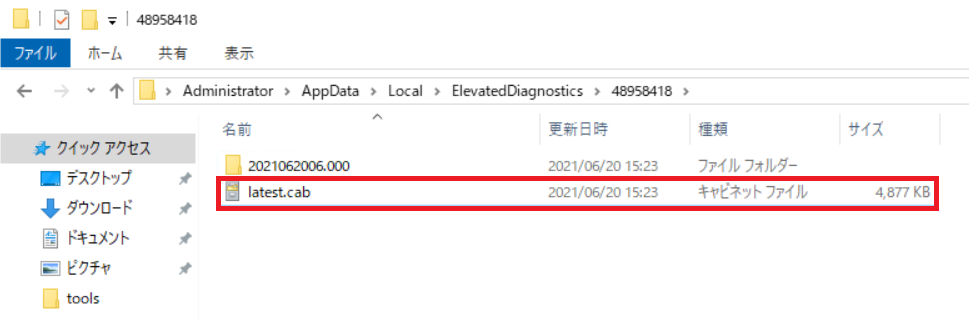 48958418
ファイル ホーム 共有 表示
Administrator > AppData > Local > ElevatedDiagnostics > 48958418 >
名前 更新日時 種類 サイズ
クイック アクセス
2021062006.000 2021/06/20 15:23 ファイル フォルダー
デスクトップ
latest.cab 2021/06/20 15:23 キャビネット ファイル 4,877 KB
ダウンロード
ドキュメント
ピクチャ
tools